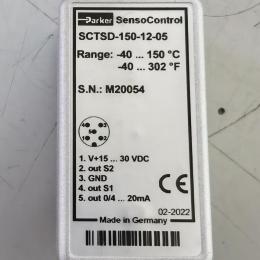 Parker SensoControl
SCTSD-150-12-05
Range: -40 ... 150 °C
-40 ... 302 °F
S.N.: M20054
1. V+15 ... 30 VDC
2. out S2
3. GND
4. out S1
5. out 0/4 ... 20mA
CE
02-2022
Made in Germany